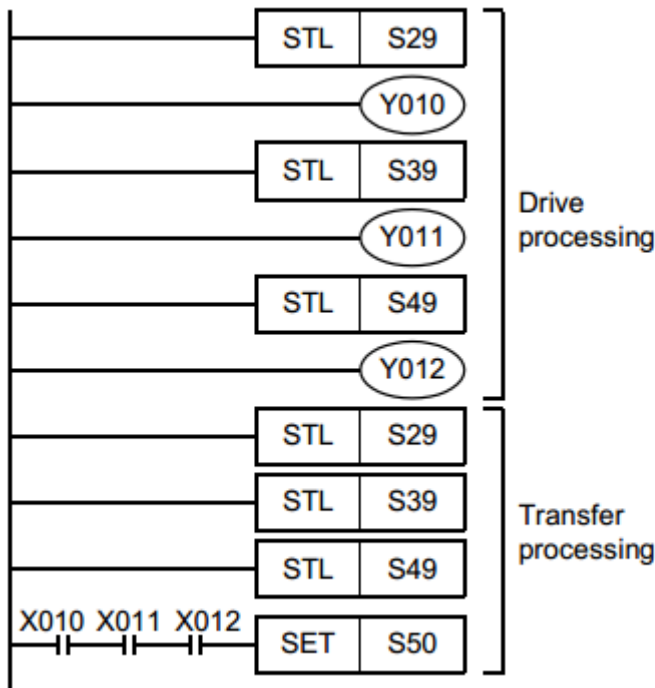 STL S29
Y010
STL S39
Y011
STL S49
Y012
Drive
processing
STL S29
STL S39
STL S49
X010 X011 X012
SET S50
Transfer
processing